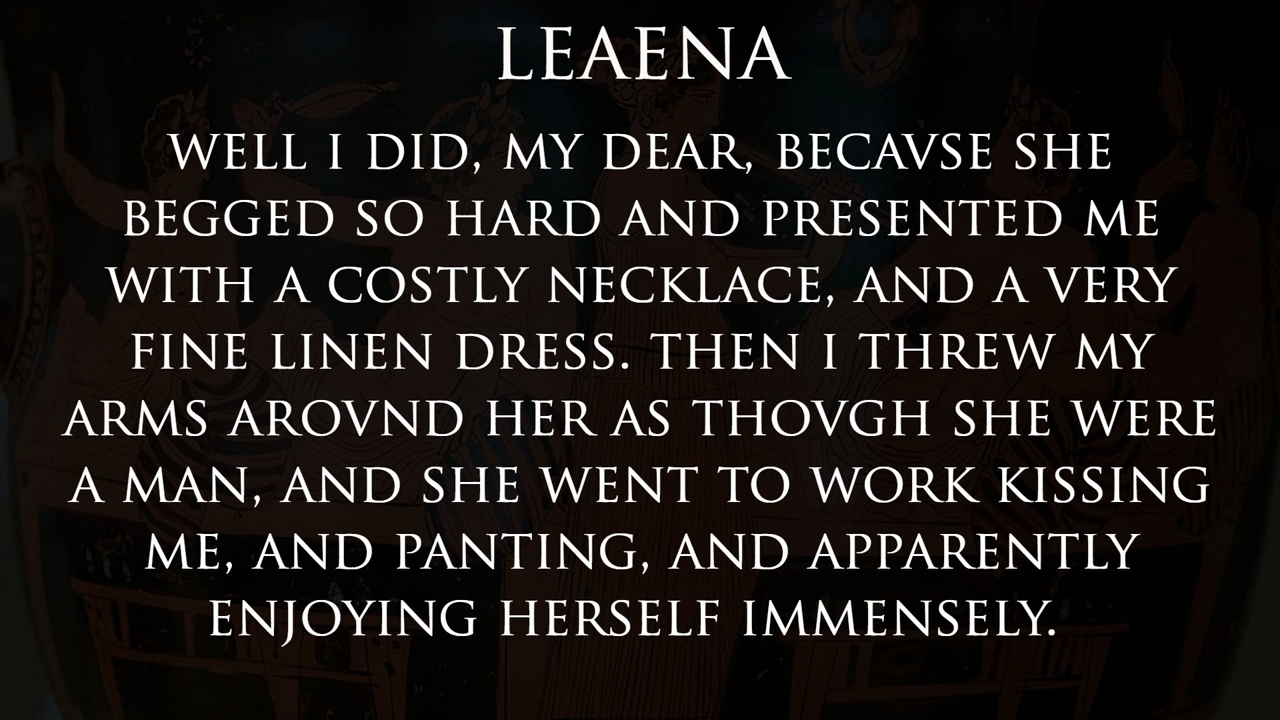 LEAENA
WELL I DID, MY DEAR, BECAVSE SHE
BEGGED SO HARD AND PRESENTED ME
WITH A COSTLY NECKLACE, AND A VERY
FINE LINEN DRESS. THEN I THREW MY
ARMS AROVND HER AS THOVGH SHE WERE
A MAN, AND SHE WENT TO WORK KISSING
ME, AND PANTING, AND APPARENTLY
ENJOYING HERSELF IMMENSELY.